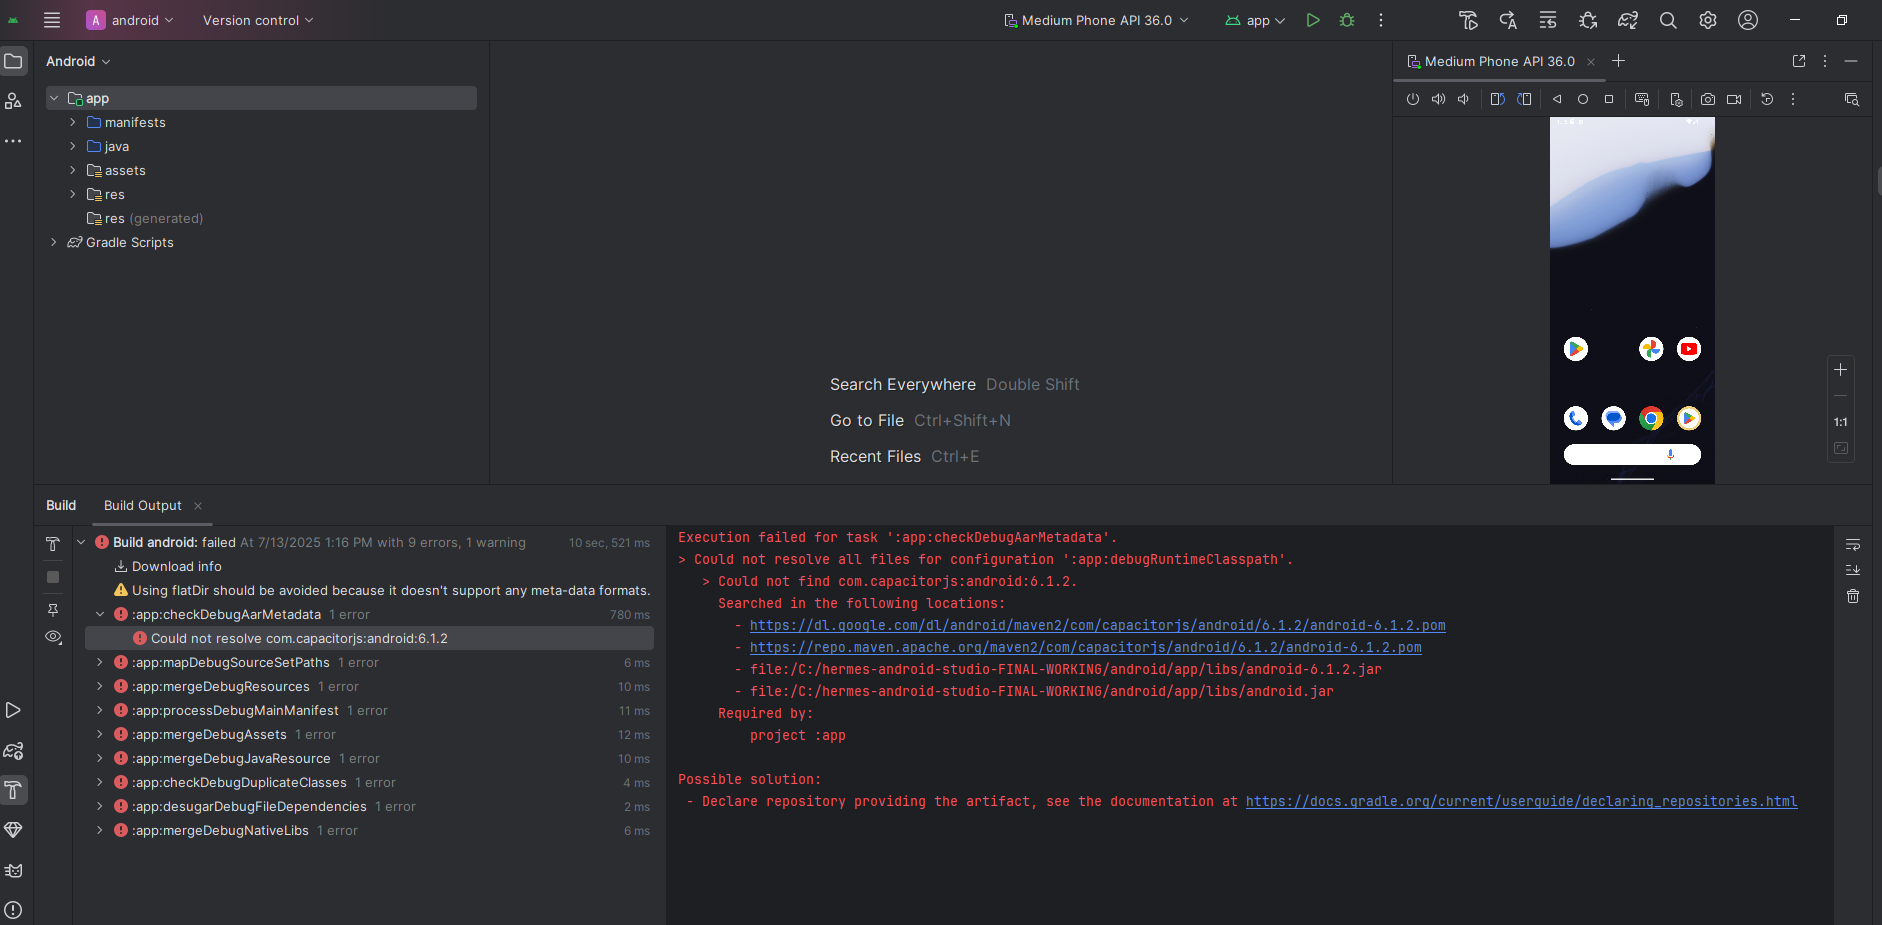 A android Version control Medium Phone API 36.0 app
Android
app
manifests
java
assets
res
res (generated)
Gradle Scripts
Search Everywhere Double Shift
Go to File Ctrl+Shift+N
Recent Files Ctrl+E
Medium Phone API 36.0
1:1
Build Build Output
Build android: failed At 7/13/2025 1:16 PM with 9 errors, 1 warning 10 sec, 521 ms
Download info
Using flatDir should be avoided because it doesn't support any meta-data formats.
:app:checkDebugAarMetadata 1 error 780 ms
Could not resolve com.capacitorjs:android:6.1.2
:app:mapDebugSourceSetPaths 1 error 6 ms
:app:mergeDebugResources 1 error 10 ms
:app:processDebugMainManifest 1 error 11 ms
:app:mergeDebugAssets 1 error 12 ms
:app:mergeDebugJavaResource 1 error 10 ms
:app:checkDebugDuplicateClasses 1 error 4 ms
:app:desugarDebugFileDependencies 1 error 2 ms
:app:mergeDebugNativeLibs 1 error 6 ms
Execution failed for task ':app:checkDebugAarMetadata'.
> Could not resolve all files for configuration ':app:debugRuntimeClasspath'.
> Could not find com.capacitorjs:android:6.1.2.
Searched in the following locations:
- https://dl.google.com/dl/android/maven2/com/capacitorjs/android/6.1.2/android-6.1.2.pom
- https://repo.maven.apache.org/maven2/com/capacitorjs/android/6.1.2/android-6.1.2.pom
- file:/C:/hermes-android-studio-FINAL-WORKING/android/app/libs/android-6.1.2.jar
- file:/C:/hermes-android-studio-FINAL-WORKING/android/app/libs/android.jar
Required by:
project :app
Possible solution:
- Declare repository providing the artifact, see the documentation at https://docs.gradle.org/current/userguide/declaring_repositories.html